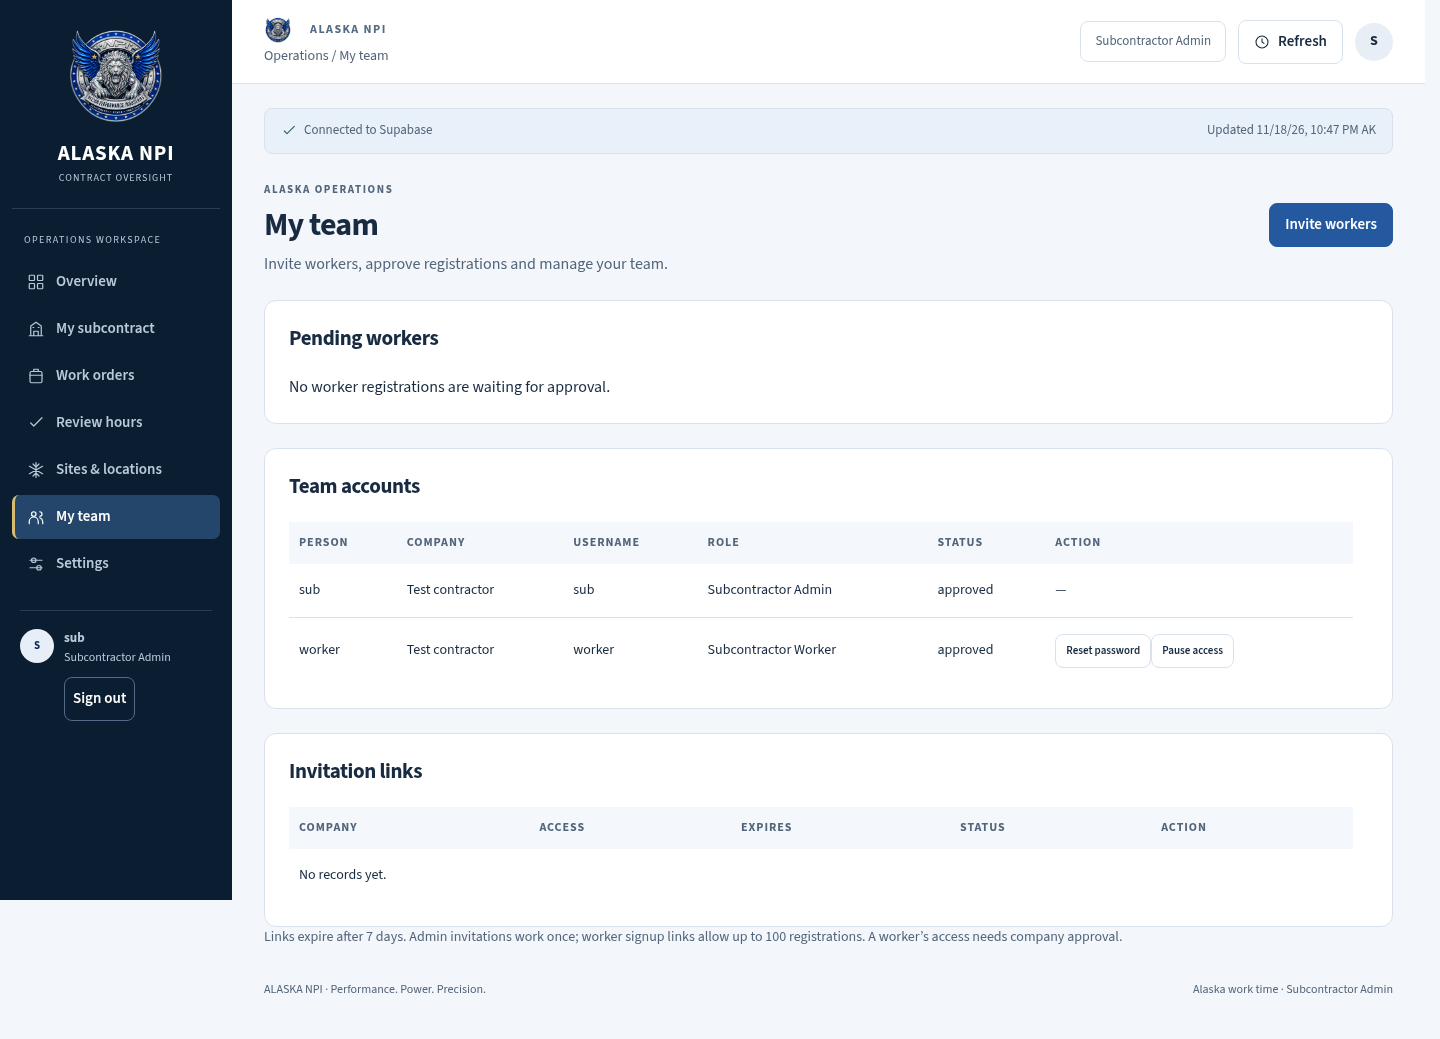 ALASKA NPI
CONTRACT OVERSIGHT
OPERATIONS WORKSPACE
Overview
My subcontract
Work orders
Review hours
Sites & locations
My team
Settings
S
sub
Subcontractor Admin
Sign out
ALASKA NPI
Operations / My team
Subcontractor Admin
Refresh
S
Connected to Supabase
Updated 11/18/26, 10:47 PM AK
ALASKA OPERATIONS
My team
Invite workers
Invite workers, approve registrations and manage your team.
Pending workers
No worker registrations are waiting for approval.
Team accounts
PERSON COMPANY USERNAME ROLE STATUS ACTION
sub Test contractor sub Subcontractor Admin approved —
worker Test contractor worker Subcontractor Worker approved Reset password Pause access
Invitation links
COMPANY ACCESS EXPIRES STATUS ACTION
No records yet.
Links expire after 7 days. Admin invitations work once; worker signup links allow up to 100 registrations. A worker’s access needs company approval.
ALASKA NPI · Performance. Power. Precision.
Alaska work time · Subcontractor Admin